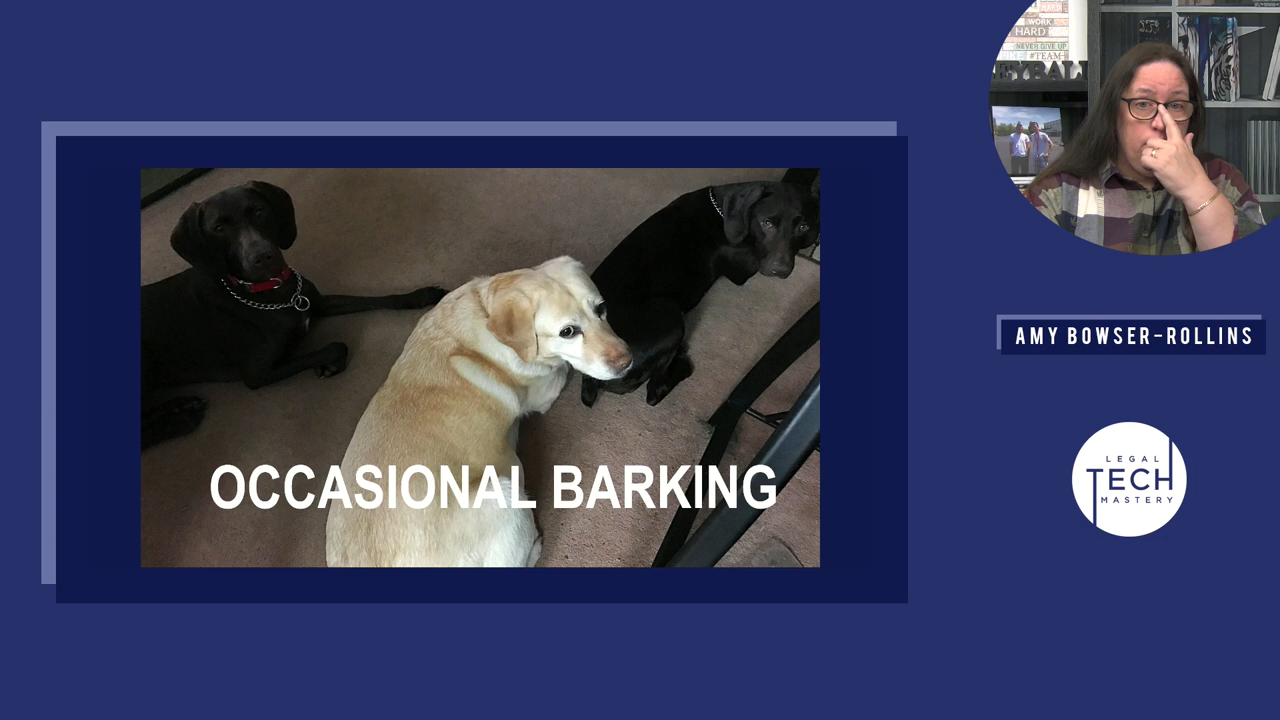 OCCASIONAL BARKING
WORK
HARD
NEVER GIVE UP
#TEAM
AMY BOWSER-ROLLINS
LEGAL
TECH
MASTERY